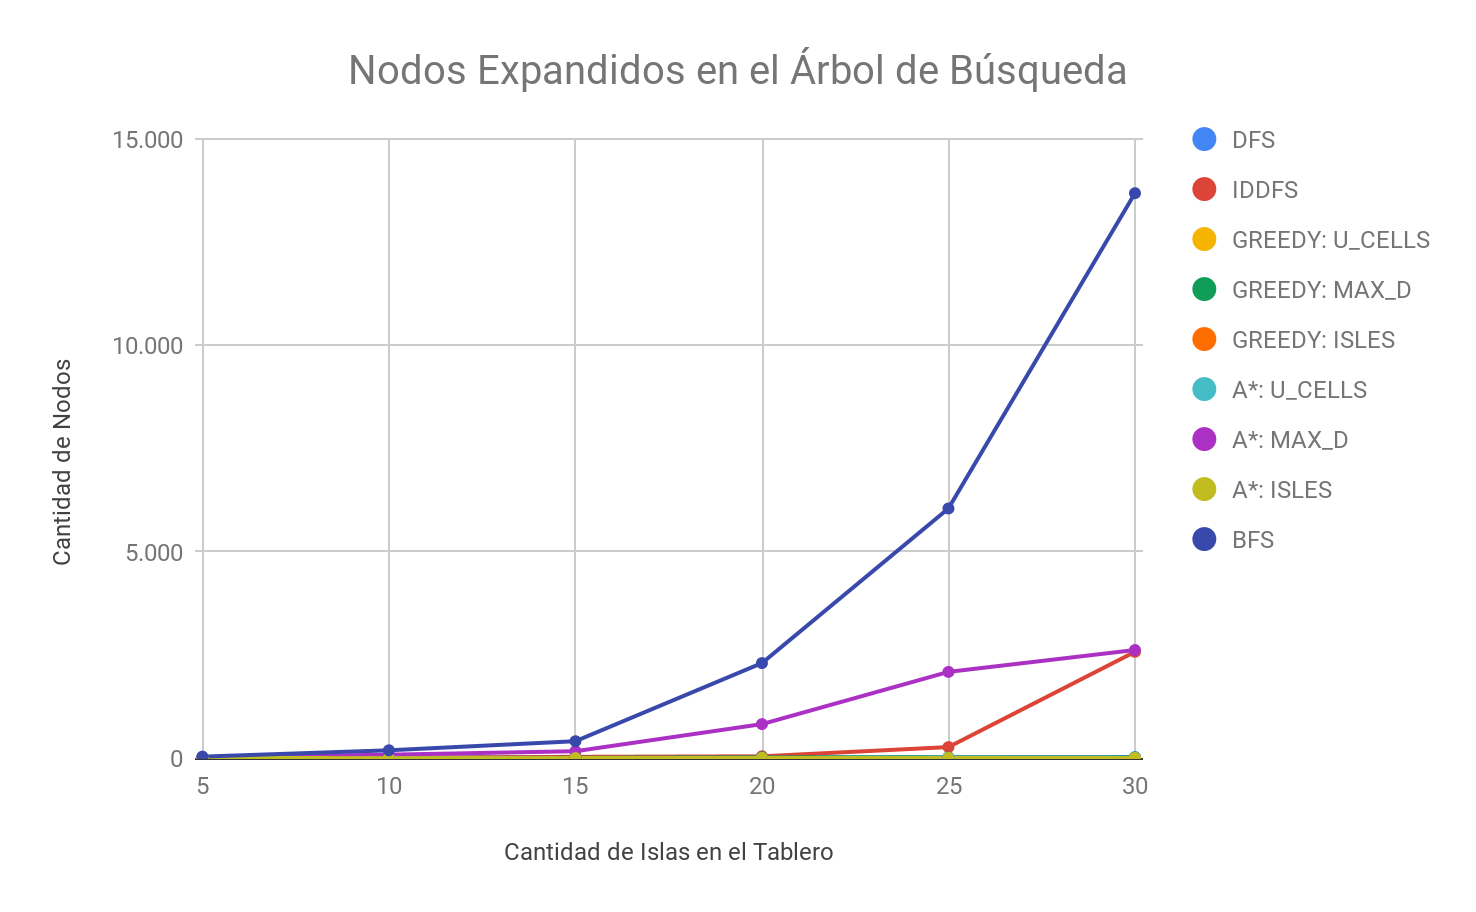 Nodos Expandidos en el Árbol de Búsqueda
15.000
10.000
5.000
0
Cantidad de Nodos
5 10 15 20 25 30
Cantidad de Islas en el Tablero
DFS
IDDFS
GREEDY: U_CELLS
GREEDY: MAX_D
GREEDY: ISLES
A*: U_CELLS
A*: MAX_D
A*: ISLES
BFS